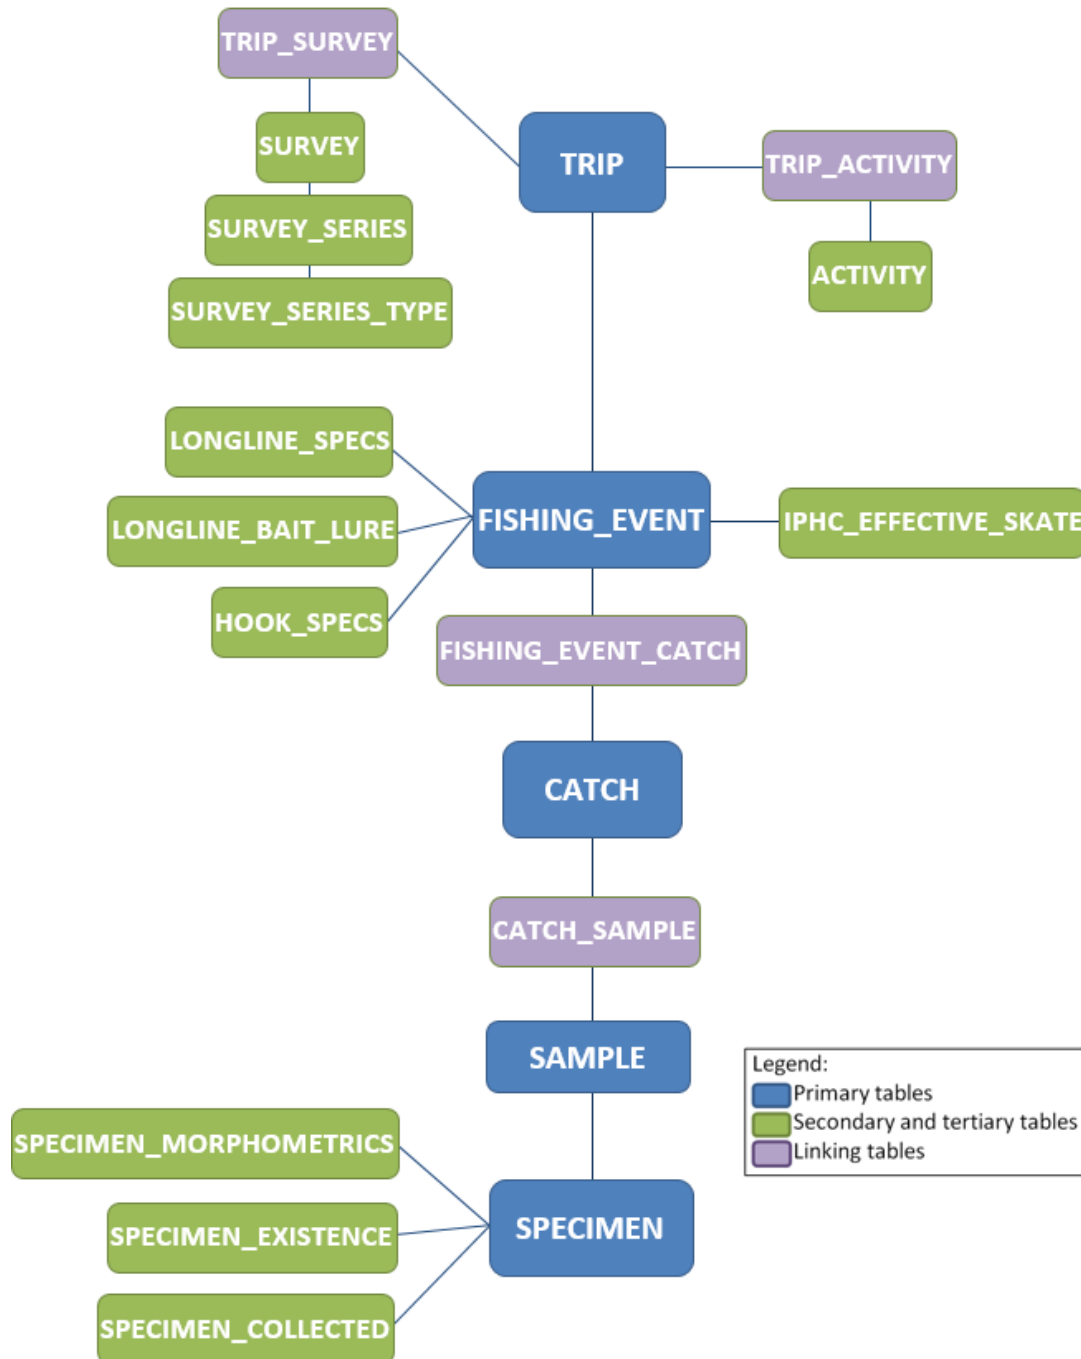 TRIP_SURVEY
SURVEY
SURVEY_SERIES
SURVEY_SERIES_TYPE
TRIP
TRIP_ACTIVITY
ACTIVITY
LONGLINE_SPECS
LONGLINE_BAIT_LURE
HOOK_SPECS
FISHING_EVENT
IPHC_EFFECTIVE_SKATE
FISHING_EVENT_CATCH
CATCH
CATCH_SAMPLE
SAMPLE
Legend:
Primary tables
Secondary and tertiary tables
Linking tables
SPECIMEN_MORPHOMETRICS
SPECIMEN_EXISTENCE
SPECIMEN_COLLECTED
SPECIMEN